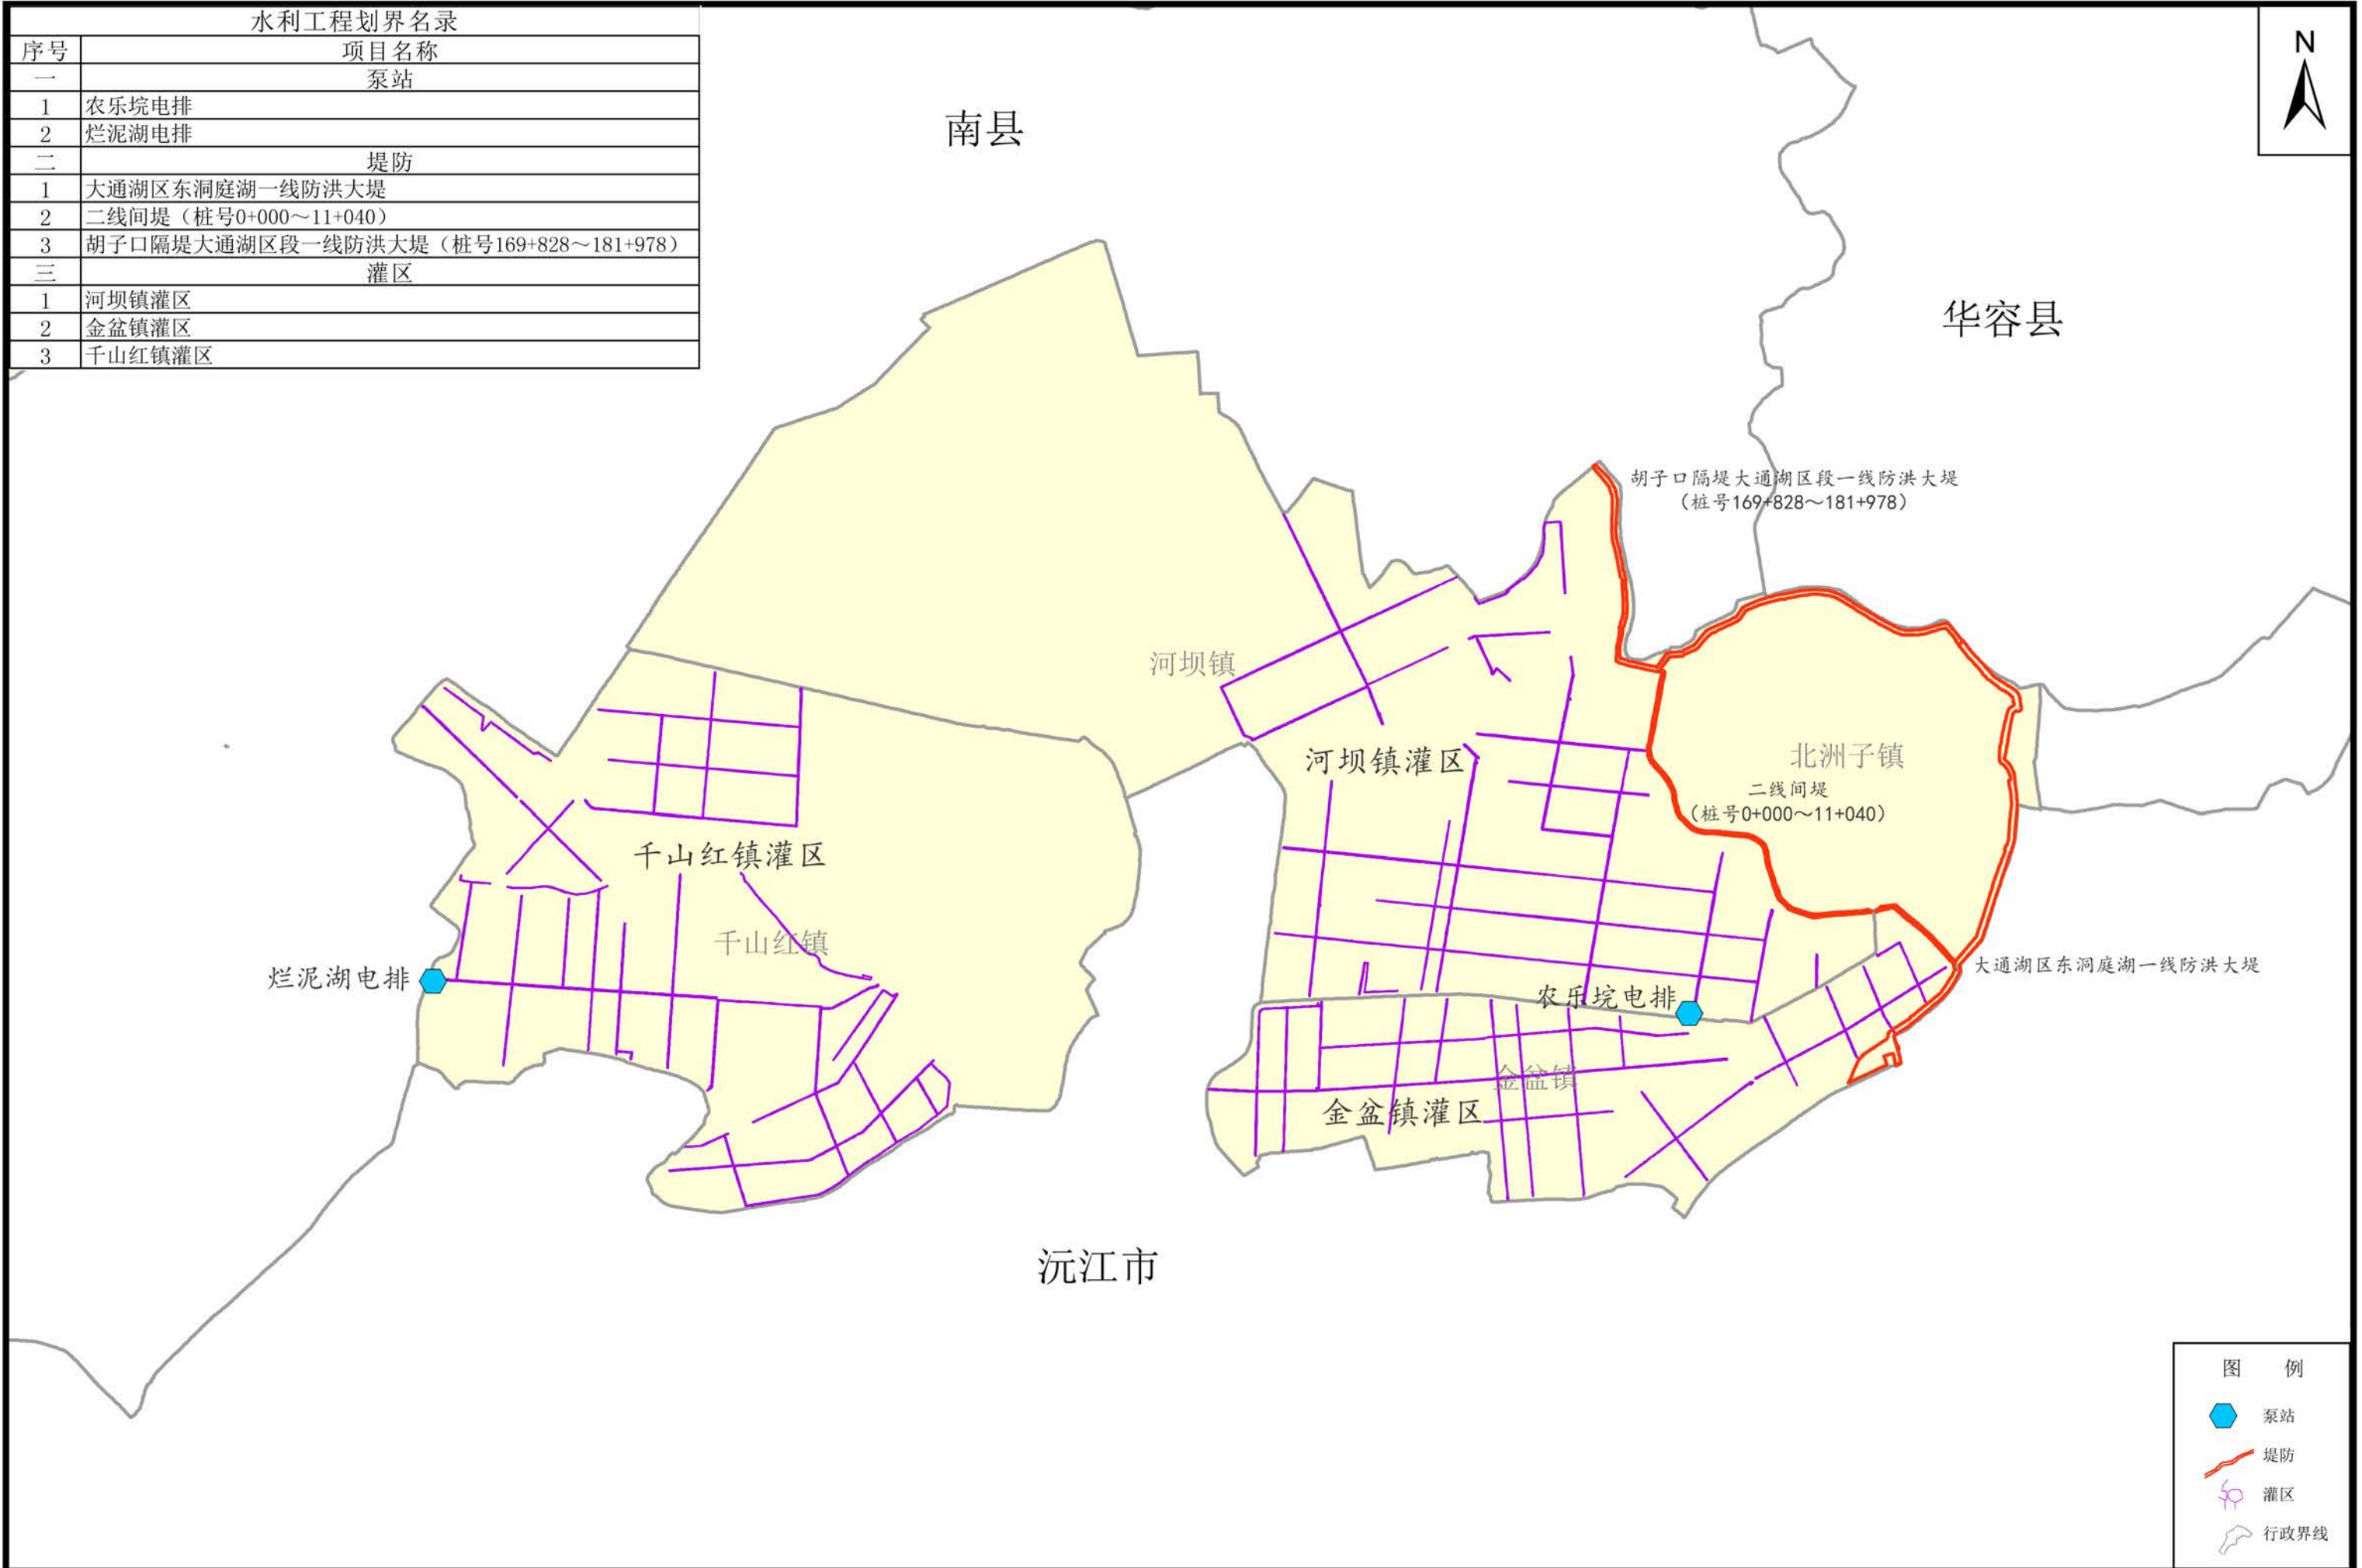 水利工程划界名录
序号 项目名称
一 泵站
1 农乐垸电排
2 烂泥湖电排
二 堤防
1 大通湖区东洞庭湖一线防洪大堤
2 二线间堤（桩号0+000～11+040）
3 胡子口隔堤大通湖区段一线防洪大堤（桩号169+828～181+978）
三 灌区
1 河坝镇灌区
2 金盆镇灌区
3 千山红镇灌区
N
南县
华容县
胡子口隔堤大通湖区段一线防洪大堤
（桩号169+828～181+978）
河坝镇
河坝镇灌区
北洲子镇
二线间堤
（桩号0+000～11+040）
千山红镇灌区
千山红镇
烂泥湖电排
大通湖区东洞庭湖一线防洪大堤
农乐垸电排
金盆镇
金盆镇灌区
沅江市
图 例
泵站
堤防
灌区
行政界线